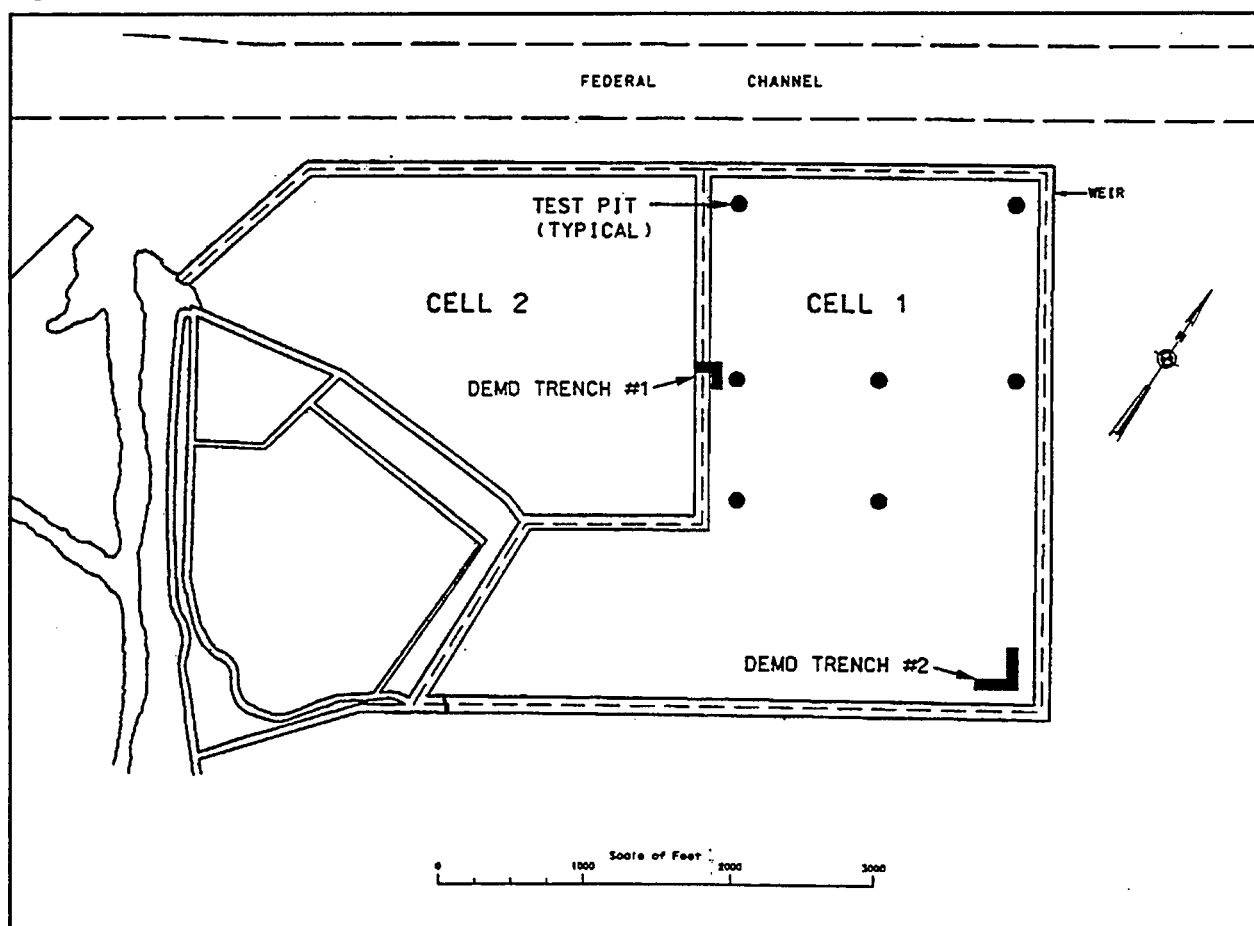 FEDERAL CHANNEL
WEIR
TEST PIT
(TYPICAL)
CELL 2
CELL 1
N
DEMO TRENCH #1
DEMO TRENCH #2
Scale of Feet
0 1000 2000 3000